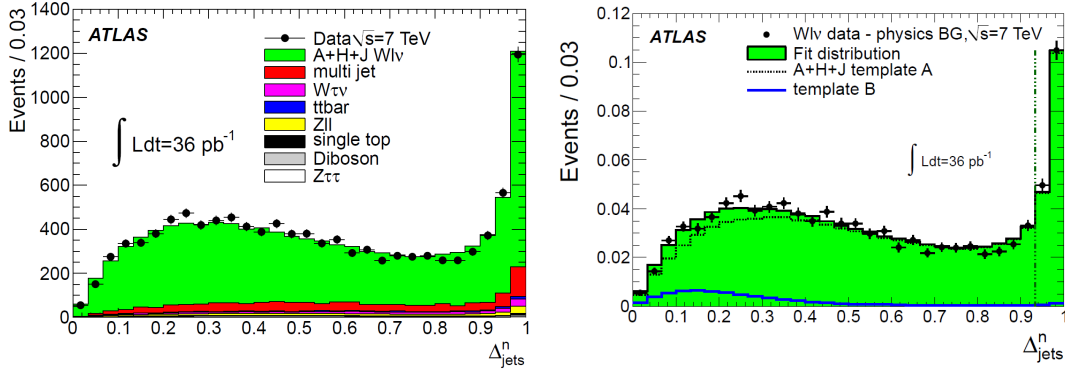 Events / 0.03
1400
1200
1000
800
600
400
200
0
ATLAS
Data√s=7 TeV
A+H+J Wlν
multi jet
Wτν
ttbar
Zll
single top
Diboson
Zττ
∫ Ldt=36 pb⁻¹
0 0.1 0.2 0.3 0.4 0.5 0.6 0.7 0.8 0.9 1
Δⁿjets
Events / 0.03
0.12
0.1
0.08
0.06
0.04
0.02
0
ATLAS
Wlν data - physics BG,√s=7 TeV
Fit distribution
A+H+J template A
template B
∫ Ldt=36 pb⁻¹
0 0.1 0.2 0.3 0.4 0.5 0.6 0.7 0.8 0.9 1
Δⁿjets